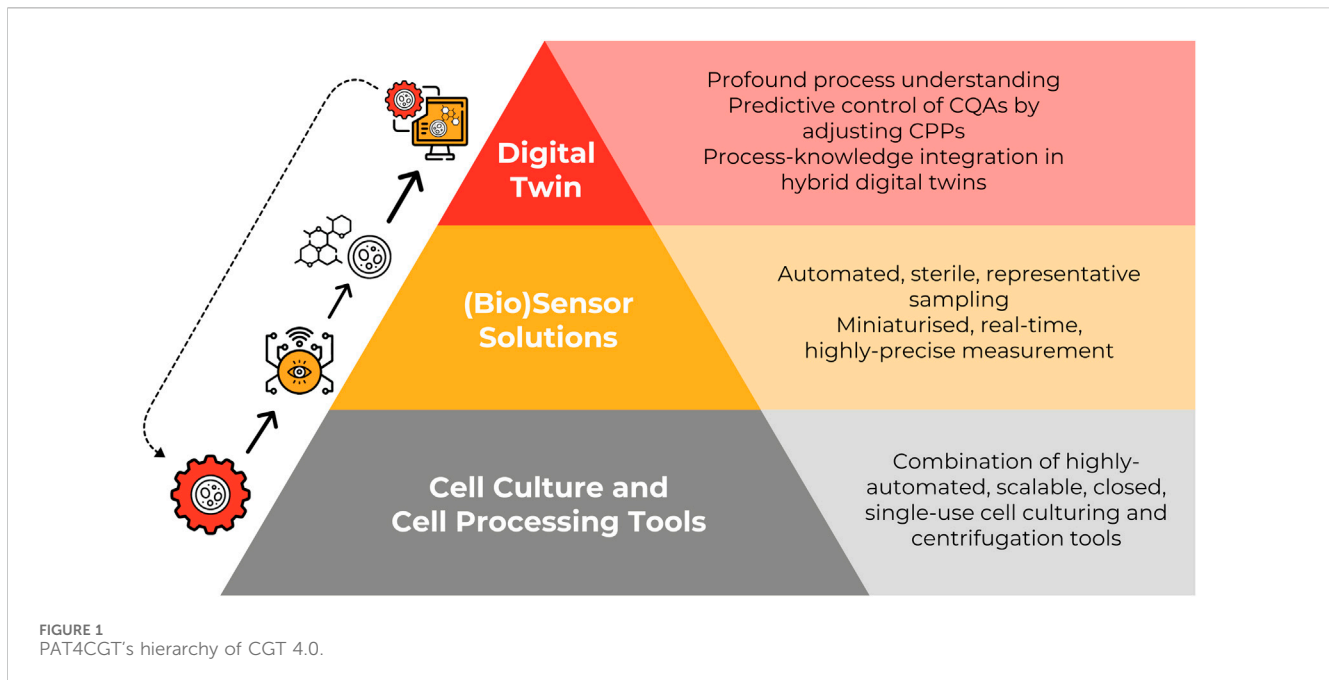 Digital
Twin
Profound process understanding
Predictive control of CQAs by
adjusting CPPs
Process-knowledge integration in
hybrid digital twins
(Bio)Sensor
Solutions
Automated, sterile, representative
sampling
Miniaturised, real-time,
highly-precise measurement
Cell Culture and
Cell Processing Tools
Combination of highly-
automated, scalable, closed,
single-use cell culturing and
centrifugation tools
FIGURE 1
PAT4CGT's hierarchy of CGT 4.0.